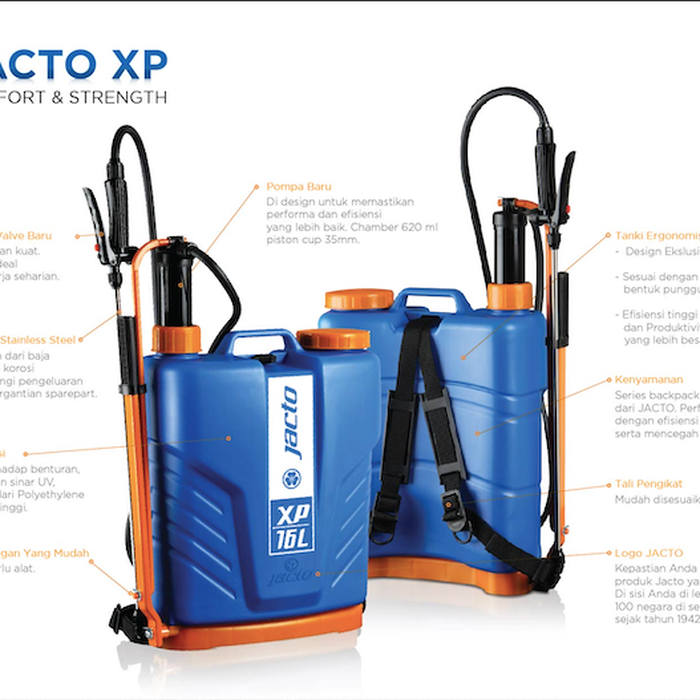 ACTO XP
FORT & STRENGTH
Pompa Baru
Di design untuk memastikan
performa dan efisiensi
yang lebih baik. Chamber 620 ml
piston cup 35mm.
Valve Baru
an kuat.
deal
rja seharian.
Stainless Steel
dari baja
korosi
ngi pengeluaran
rgantian sparepart.
si
hadap benturan,
n sinar UV,
dari Polyethylene
tinggi.
gan Yang Mudah
rlu alat.
Tanki Ergonomis
- Design Eksklusi
- Sesuai dengan
bentuk punggu
- Efisiensi tinggi
dan Produktivi
yang lebih bes
Kenyamanan
Series backpack
dari JACTO. Perl
dengan efisiensi
serta mencegah
Tali Pengikat
Mudah disesuaik
Logo JACTO
Kepastian Anda
produk Jacto ya
Di sisi Anda di le
100 negara di se
sejak tahun 1942
jacto
XP
16L
jacto